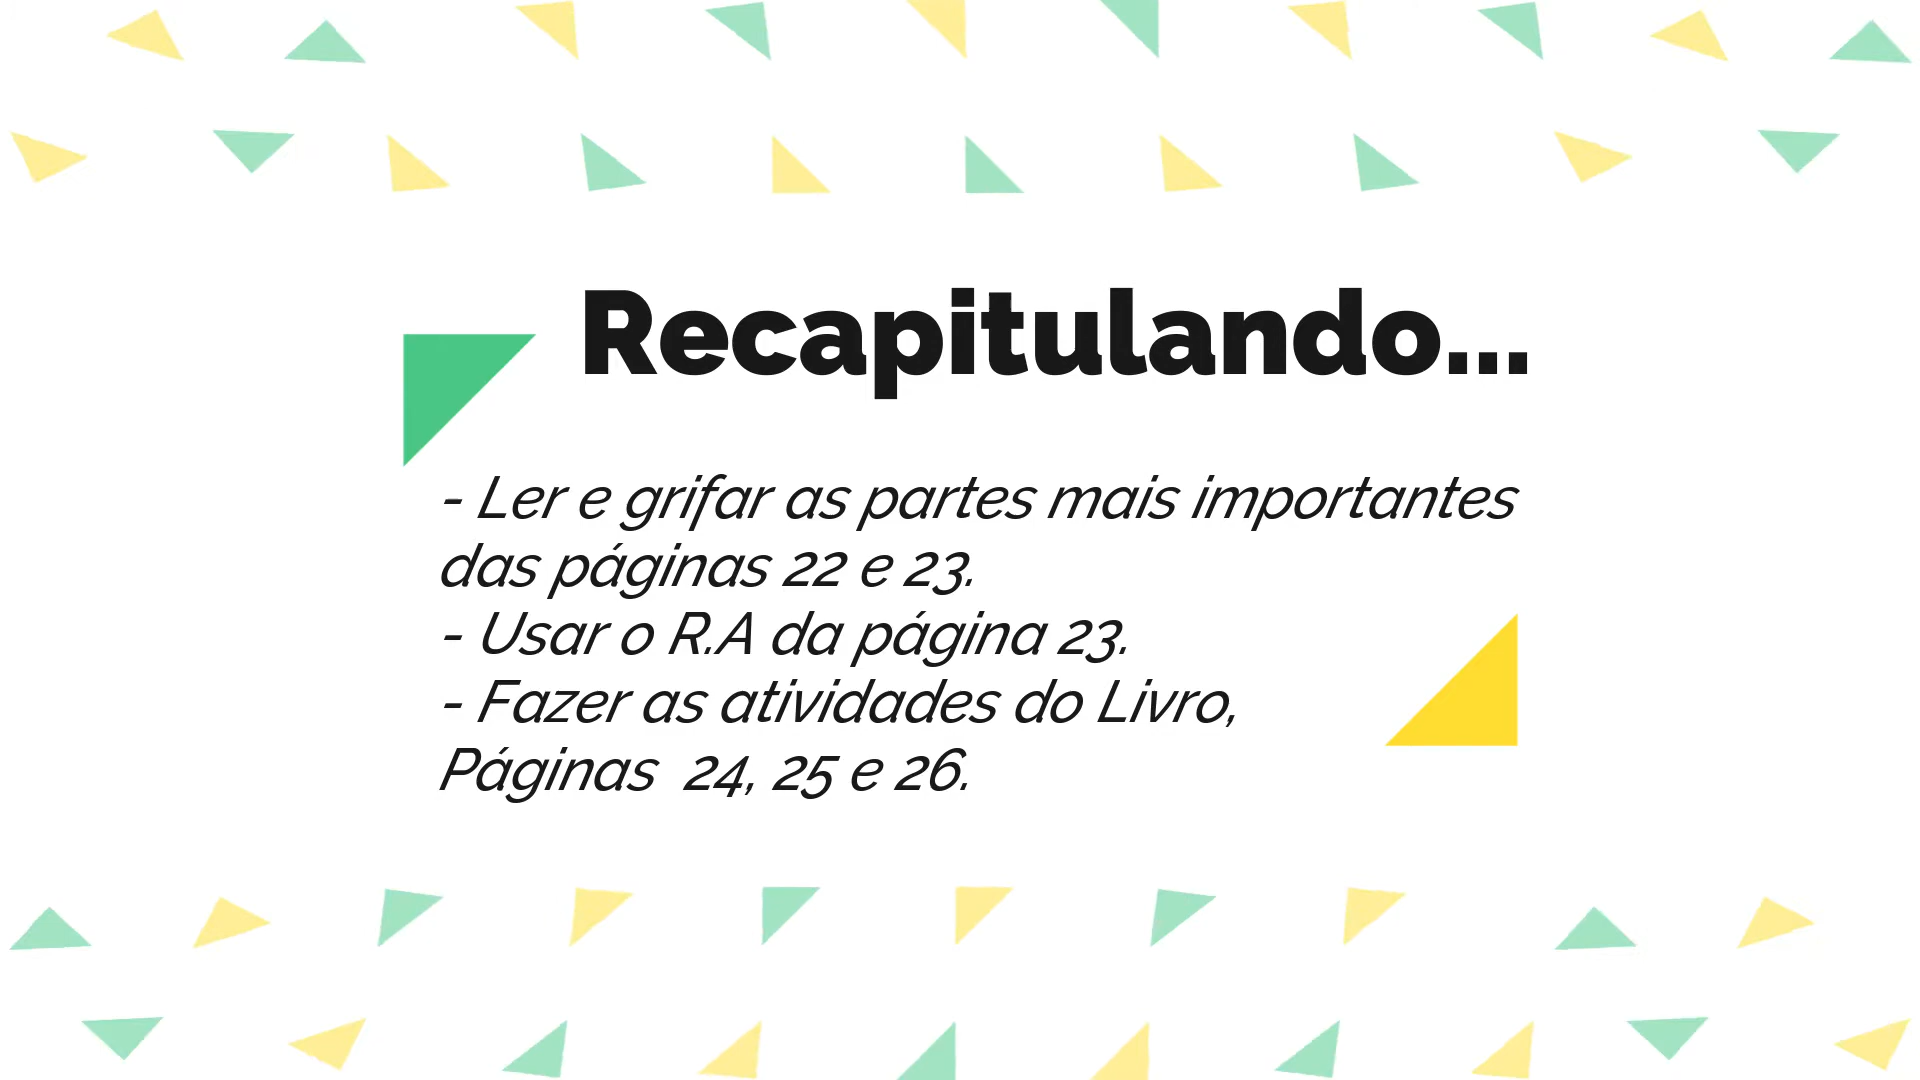 Recapitulando...
- Ler e grifar as partes mais importantes
das páginas 22 e 23.
- Usar o R.A da página 23.
- Fazer as atividades do Livro,
Páginas  24, 25 e 26.